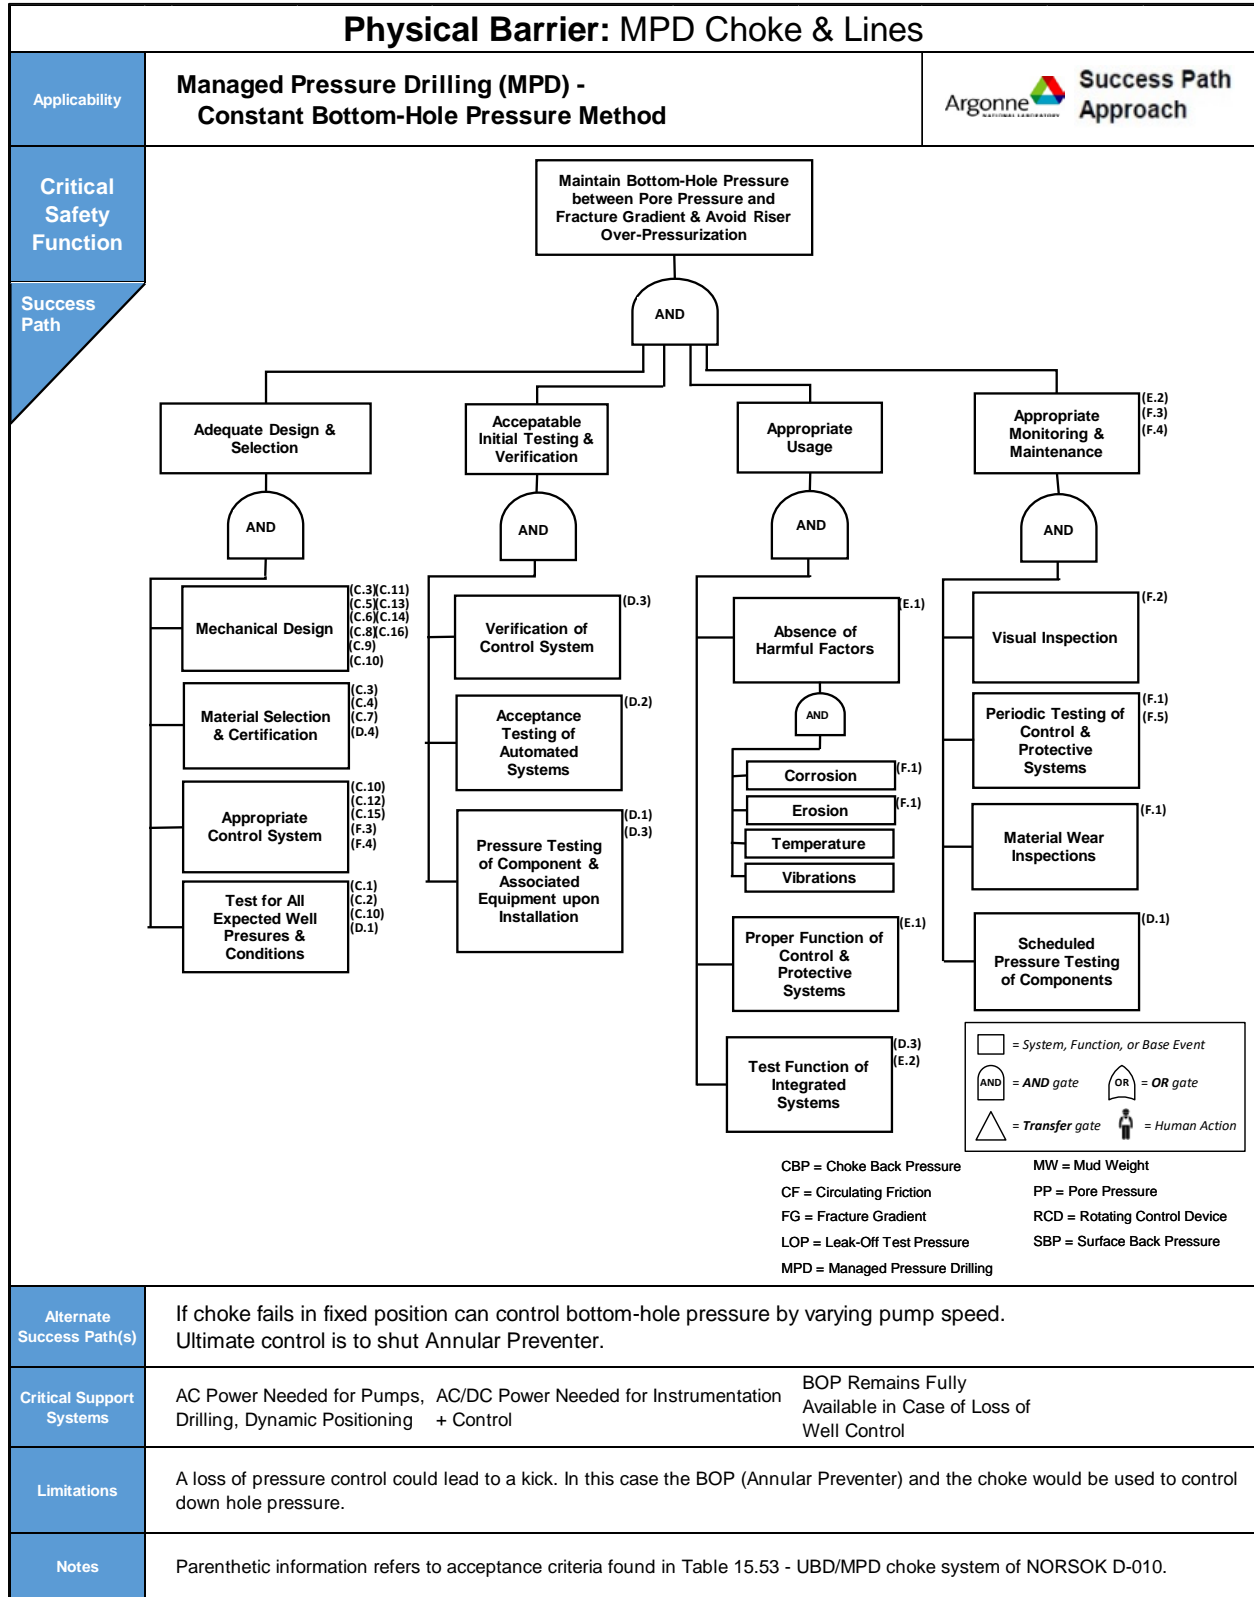 Physical Barrier: MPD Choke & Lines
Applicability
Managed Pressure Drilling (MPD) -
Constant Bottom-Hole Pressure Method
Argonne
NATIONAL LABORATORY
Success Path
Approach
Critical
Safety
Function
Maintain Bottom-Hole Pressure
between Pore Pressure and
Fracture Gradient & Avoid Riser
Over-Pressurization
Success
Path
AND
Adequate Design &
Selection
Accepatable
Initial Testing &
Verification
Appropriate
Usage
Appropriate
Monitoring &
Maintenance
(E.2)
(F.3)
(F.4)
AND
AND
AND
AND
Mechanical Design
(C.3)(C.11)
(C.5)(C.13)
(C.6)(C.14)
(C.8)(C.16)
(C.9)
(C.10)
Material Selection
& Certification
(C.3)
(C.4)
(C.7)
(D.4)
Appropriate
Control System
(C.10)
(C.12)
(C.15)
(F.3)
(F.4)
Test for All
Expected Well
Presures &
Conditions
(C.1)
(C.2)
(C.10)
(D.1)
Verification of
Control System
(D.3)
Acceptance
Testing of
Automated
Systems
(D.2)
Pressure Testing
of Component &
Associated
Equipment upon
Installation
(D.1)
(D.3)
Absence of
Harmful Factors
(E.1)
AND
Corrosion
(F.1)
Erosion
(F.1)
Temperature
Vibrations
Proper Function of
Control &
Protective
Systems
(E.1)
Test Function of
Integrated
Systems
(D.3)
(E.2)
Visual Inspection
(F.2)
Periodic Testing of
Control &
Protective
Systems
(F.1)
(F.5)
Material Wear
Inspections
(F.1)
Scheduled
Pressure Testing
of Components
(D.1)
= System, Function, or Base Event
AND = AND gate OR = OR gate
= Transfer gate = Human Action
CBP = Choke Back Pressure
CF = Circulating Friction
FG = Fracture Gradient
LOP = Leak-Off Test Pressure
MPD = Managed Pressure Drilling
MW = Mud Weight
PP = Pore Pressure
RCD = Rotating Control Device
SBP = Surface Back Pressure
Alternate
Success Path(s)
If choke fails in fixed position can control bottom-hole pressure by varying pump speed.
Ultimate control is to shut Annular Preventer.
Critical Support
Systems
AC Power Needed for Pumps,
Drilling, Dynamic Positioning
AC/DC Power Needed for Instrumentation
+ Control
BOP Remains Fully
Available in Case of Loss of
Well Control
Limitations
A loss of pressure control could lead to a kick. In this case the BOP (Annular Preventer) and the choke would be used to control
down hole pressure.
Notes
Parenthetic information refers to acceptance criteria found in Table 15.53 - UBD/MPD choke system of NORSOK D-010.